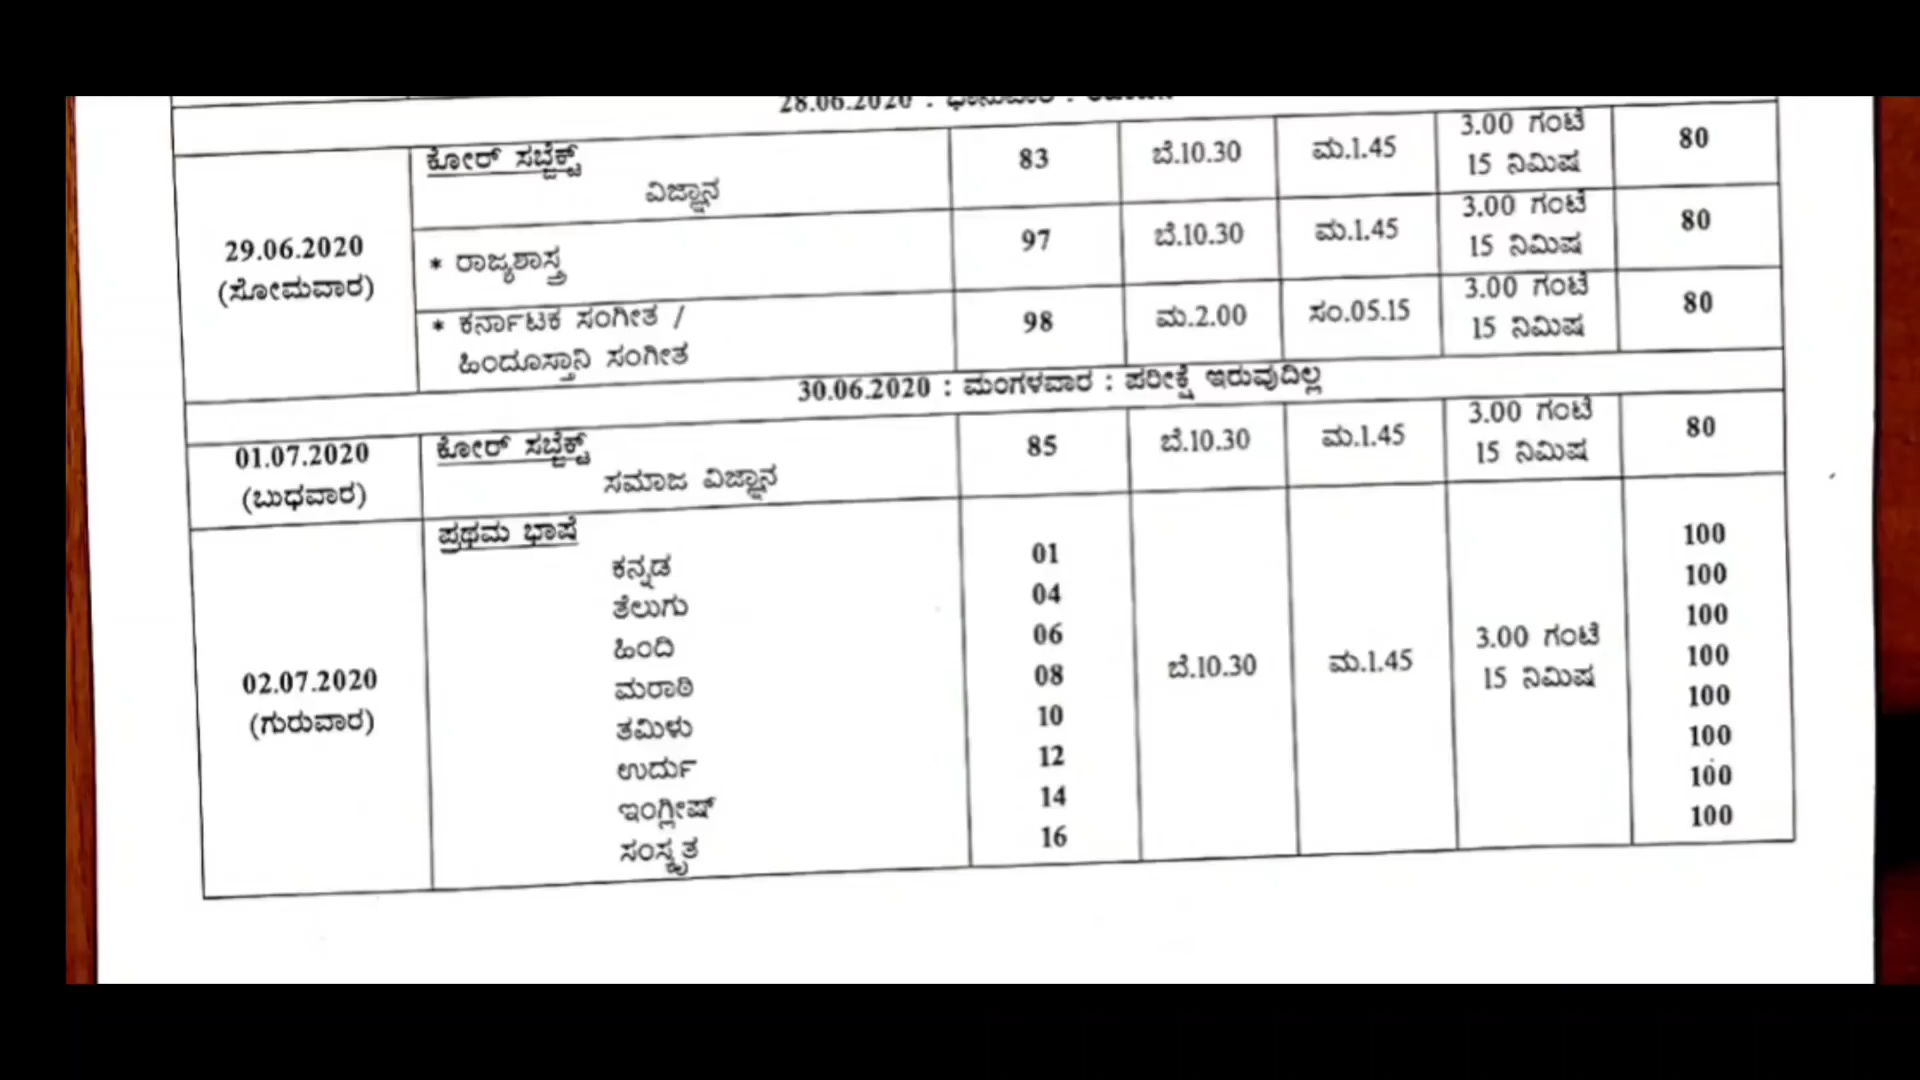 28.06.2020 : ಭಾನುವಾರ :
29.06.2020
(ಸೋಮವಾರ)
ಕೋರ್ ಸಬ್ಜೆಕ್ಟ್
ವಿಜ್ಞಾನ
83 ಬೆ.10.30 ಮ.1.45 3.00 ಗಂಟೆ
15 ನಿಮಿಷ
80
* ರಾಜ್ಯಶಾಸ್ತ್ರ 97 ಬೆ.10.30 ಮ.1.45 3.00 ಗಂಟೆ
15 ನಿಮಿಷ
80
* ಕರ್ನಾಟಕ ಸಂಗೀತ /
ಹಿಂದೂಸ್ತಾನಿ ಸಂಗೀತ
98 ಮ.2.00 ಸಂ.05.15 3.00 ಗಂಟೆ
15 ನಿಮಿಷ
80
30.06.2020 : ಮಂಗಳವಾರ : ಪರೀಕ್ಷೆ ಇರುವುದಿಲ್ಲ
01.07.2020
(ಬುಧವಾರ)
ಕೋರ್ ಸಬ್ಜೆಕ್ಟ್
ಸಮಾಜ ವಿಜ್ಞಾನ
85 ಬೆ.10.30 ಮ.1.45 3.00 ಗಂಟೆ
15 ನಿಮಿಷ
80
02.07.2020
(ಗುರುವಾರ)
ಪ್ರಥಮ ಭಾಷೆ
ಕನ್ನಡ 01 100
ತೆಲುಗು 04 100
ಹಿಂದಿ 06 100
ಮರಾಠಿ 08 100
ತಮಿಳು 10 100
ಉರ್ದು 12 100
ಇಂಗ್ಲೀಷ್ 14 100
ಸಂಸ್ಕೃತ 16 100
ಬೆ.10.30 ಮ.1.45 3.00 ಗಂಟೆ
15 ನಿಮಿಷ